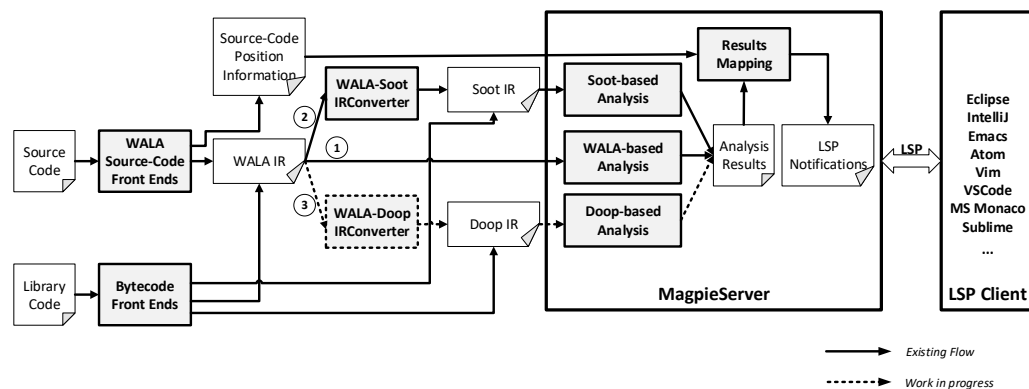 Source-Code
Position
Information
WALA-Soot
IRConverter
Soot IR
Soot-based
Analysis
Results
Mapping
2
1
3
Source
Code
WALA
Source-Code
Front Ends
WALA IR
WALA-based
Analysis
Analysis
Results
LSP
Notifications
LSP
WALA-Doop
IRConverter
Doop IR
Doop-based
Analysis
Library
Code
Bytecode
Front Ends
MagpieServer
Eclipse
IntelliJ
Emacs
Atom
Vim
VSCode
MS Monaco
Sublime
...
LSP Client
Existing Flow
Work in progress